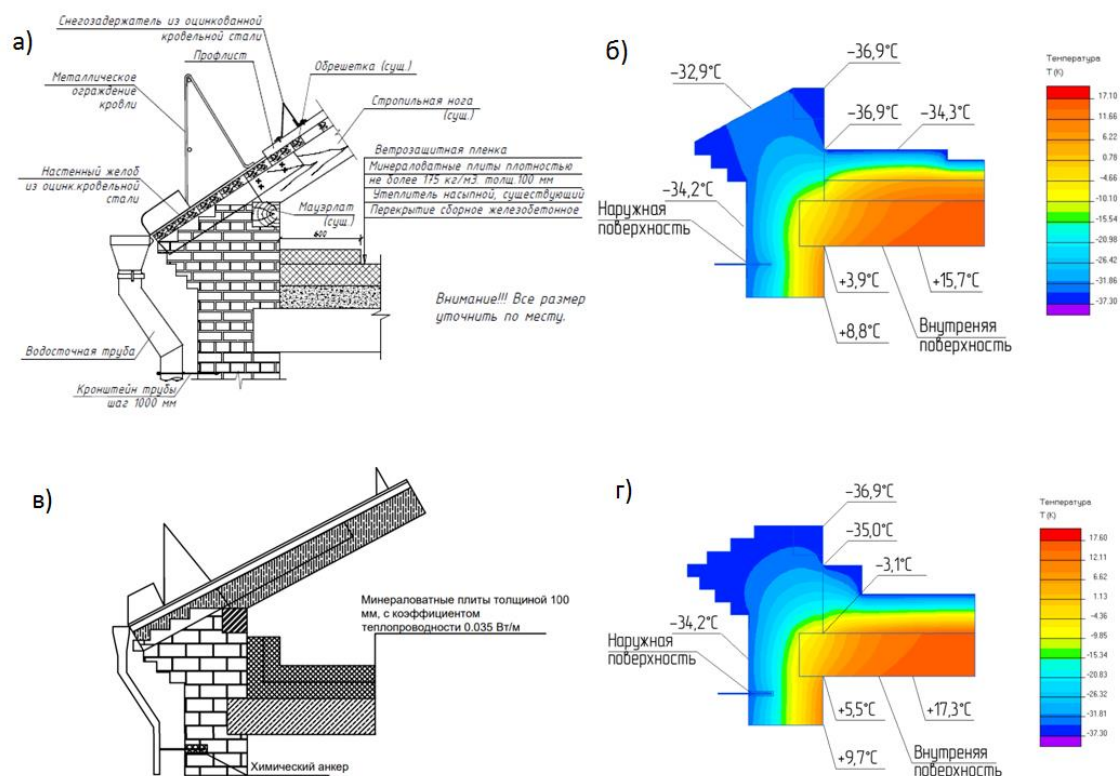 а)
Снегозадержатель из оцинкованной
кровельной стали
Профлист
Металлическое
ограждение
кровли
Обрешетка (сущ.)
Стропильная нога
(сущ.)
Ветрозащитная пленка
Минераловатные плиты плотностью
не более 175 кг/м3. толщ.100 мм
Утеплитель насыпной, существующий
Перекрытие сборное железобетонное
Настенный желоб
из оцинк.кровельной
стали
Мауэрлат
(сущ.)
400
Внимание!!! Все размер
уточнить по месту.
Водосточная труба
Кронштейн трубы
шаг 1000 мм
б)
-36,9°C
-32,9°C
-36,9°C
-34,3°C
-34,2°C
Наружная
поверхность
+3,9°C
+15,7°C
+8,8°C
Внутреняя
поверхность
Температура
T (K)
17.10
11.66
6.22
0.78
-4.66
-10.10
-15.54
-20.98
-26.42
-31.86
-37.30
в)
Минераловатные плиты толщиной 100
мм, с коэффициентом
теплопроводности 0.035 Вт/м
Химический анкер
г)
-36,9°C
-35,0°C
-3,1°C
-34,2°C
Наружная
поверхность
+5,5°C
+17,3°C
+9,7°C
Внутреняя
поверхность
Температура
T (K)
17.60
12.11
6.62
1.13
-4.36
-9.85
-15.34
-20.83
-26.32
-31.81
-37.30